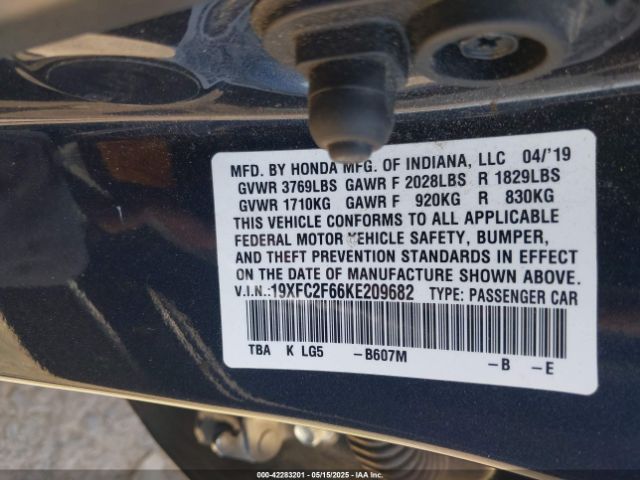 MFD. BY HONDA MFG. OF INDIANA, LLC 04/'19
GVWR 3769LBS GAWR F 2028LBS R 1829LBS
GVWR 1710KG GAWR F 920KG R 830KG
THIS VEHICLE CONFORMS TO ALL APPLICABLE
FEDERAL MOTOR VEHICLE SAFETY, BUMPER,
AND THEFT PREVENTION STANDARDS IN EFFECT
ON THE DATE OF MANUFACTURE SHOWN ABOVE.
V.I.N.:19XFC2F66KE209682 TYPE: PASSENGER CAR
TBA K LG5 –B607M –B –E
000-42283201 - 05/15/2025 - IAA Inc.